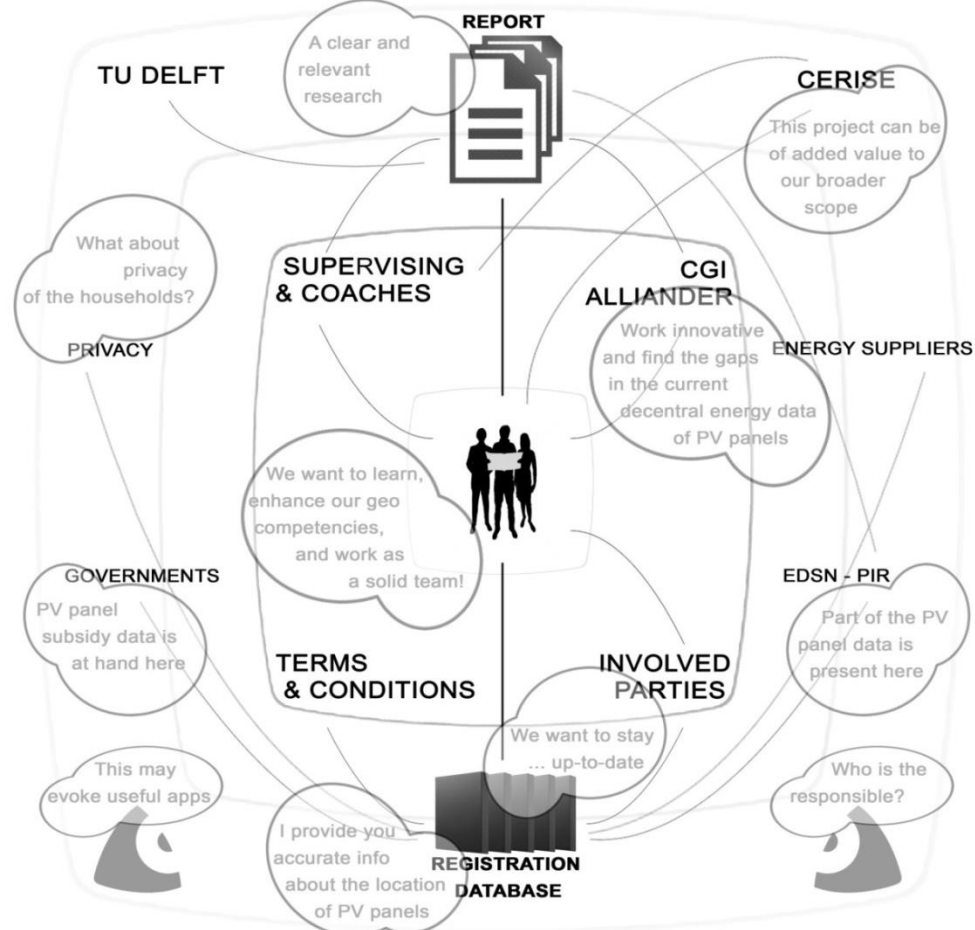 REPORT
A clear and
relevant
research
TU DELFT
CERISE
This project can be
of added value to
our broader
scope
What about
privacy
of the households?
PRIVACY
SUPERVISING
& COACHES
CGI
ALLIANDER
Work innovative
and find the gaps
in the current
decentral energy data
of PV panels
ENERGY SUPPLIERS
We want to learn,
enhance our geo
competencies,
and work as
a solid team!
GOVERNMENTS
PV panel
subsidy data is
at hand here
EDSN - PIR
Part of the PV
panel data is
present here
TERMS
& CONDITIONS
INVOLVED
PARTIES
We want to stay
... up-to-date
This may
evoke useful apps
Who is the
responsible?
I provide you
accurate info
about the location
of PV panels
REGISTRATION
DATABASE